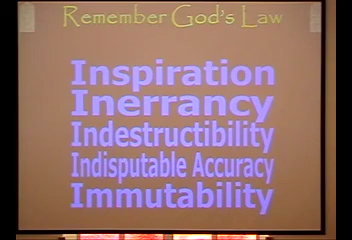 Remember God's Law
Inspiration
Inerrancy
Indestructibility
Indisputable Accuracy
Immutability